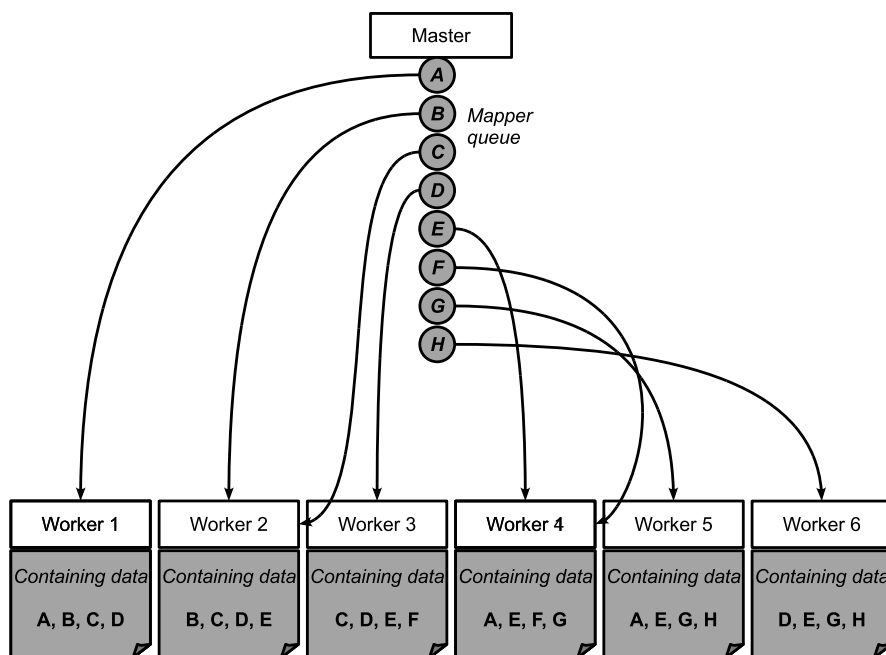 Master
A
B
Mapper
queue
C
D
E
F
G
H
Worker 1
Worker 2
Worker 3
Worker 4
Worker 5
Worker 6
Containing data
A, B, C, D
Containing data
B, C, D, E
Containing data
C, D, E, F
Containing data
A, E, F, G
Containing data
A, E, G, H
Containing data
D, E, G, H